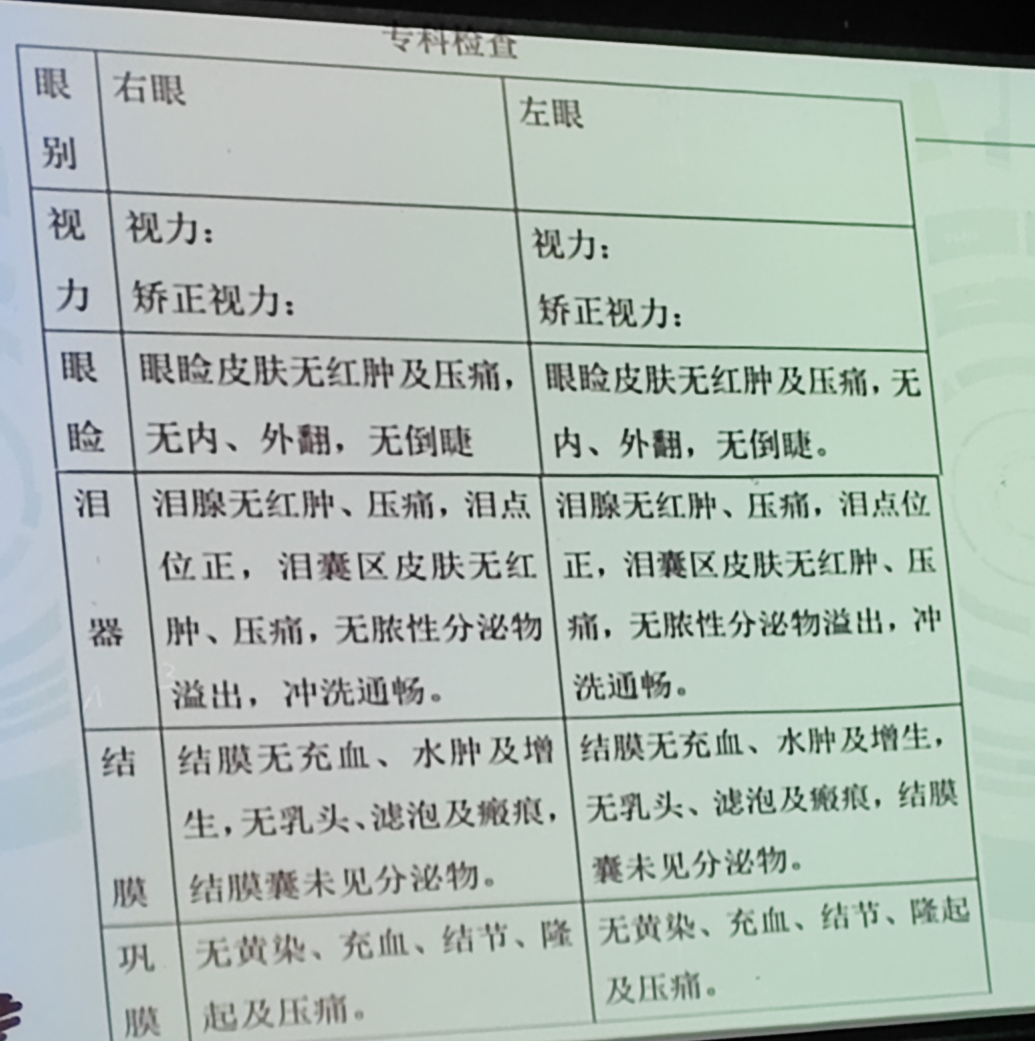 专科检查
眼别
右眼
左眼
视力
视力：
矫正视力：
视力：
矫正视力：
眼睑
眼睑皮肤无红肿及压痛，
无内、外翻，无倒睫
眼睑皮肤无红肿及压痛，无
内、外翻，无倒睫。
泪器
泪腺无红肿、压痛，泪点
位正，泪囊区皮肤无红
肿、压痛，无脓性分泌物
溢出，冲洗通畅。
泪腺无红肿、压痛，泪点位
正，泪囊区皮肤无红肿、压
痛，无脓性分泌物溢出，冲
洗通畅。
结膜
结膜无充血、水肿及增
生，无乳头、滤泡及瘢痕，
结膜囊未见分泌物。
结膜无充血、水肿及增生，
无乳头、滤泡及瘢痕，结膜
囊未见分泌物。
巩膜
无黄染、充血、结节、隆
起及压痛。
无黄染、充血、结节、隆起
及压痛。